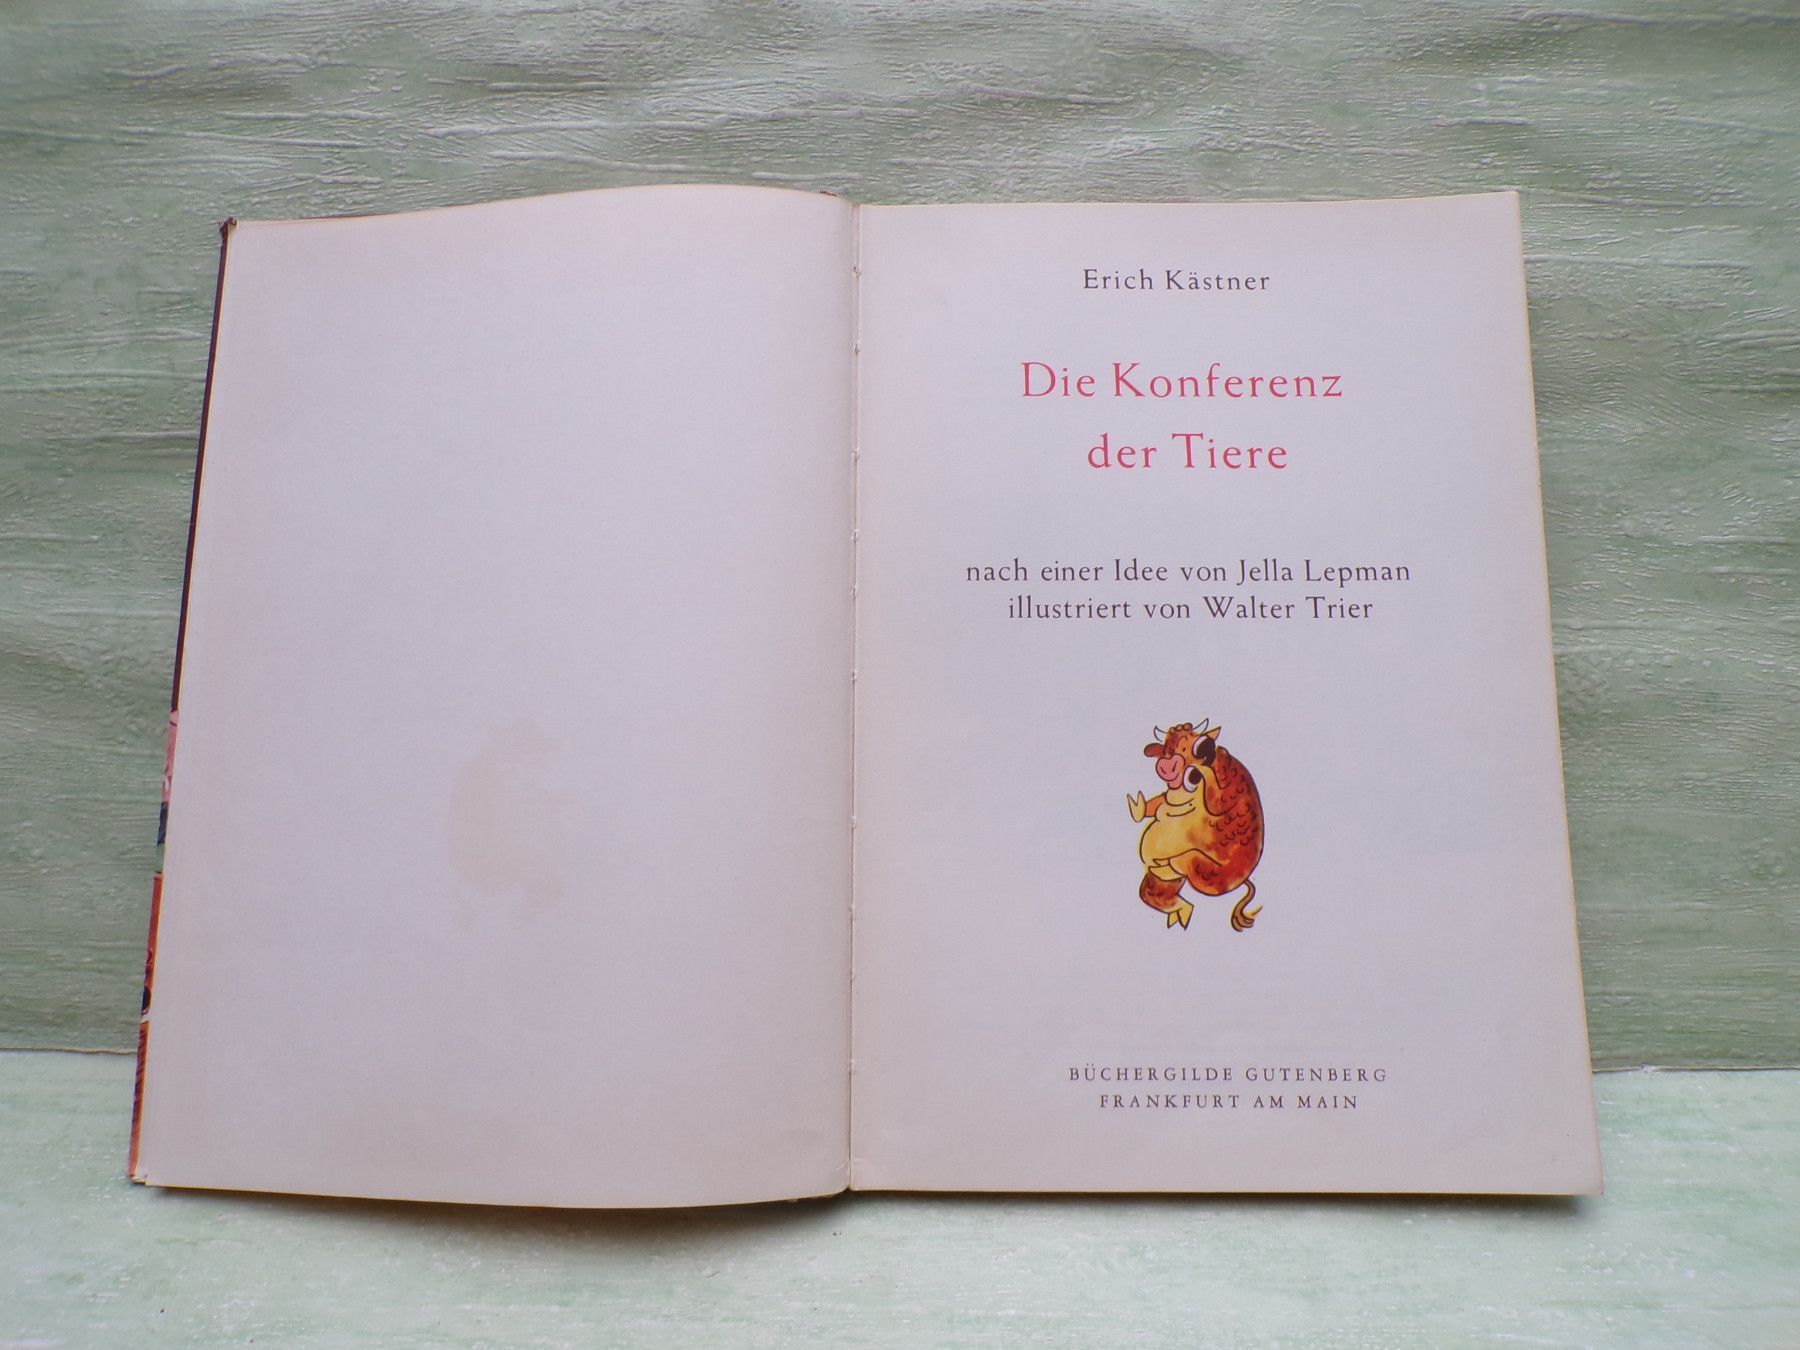 Erich Kästner
Die Konferenz
der Tiere
nach einer Idee von Jella Lepman
illustriert von Walter Trier
BÜCHERGILDE GUTENBERG
FRANKFURT AM MAIN